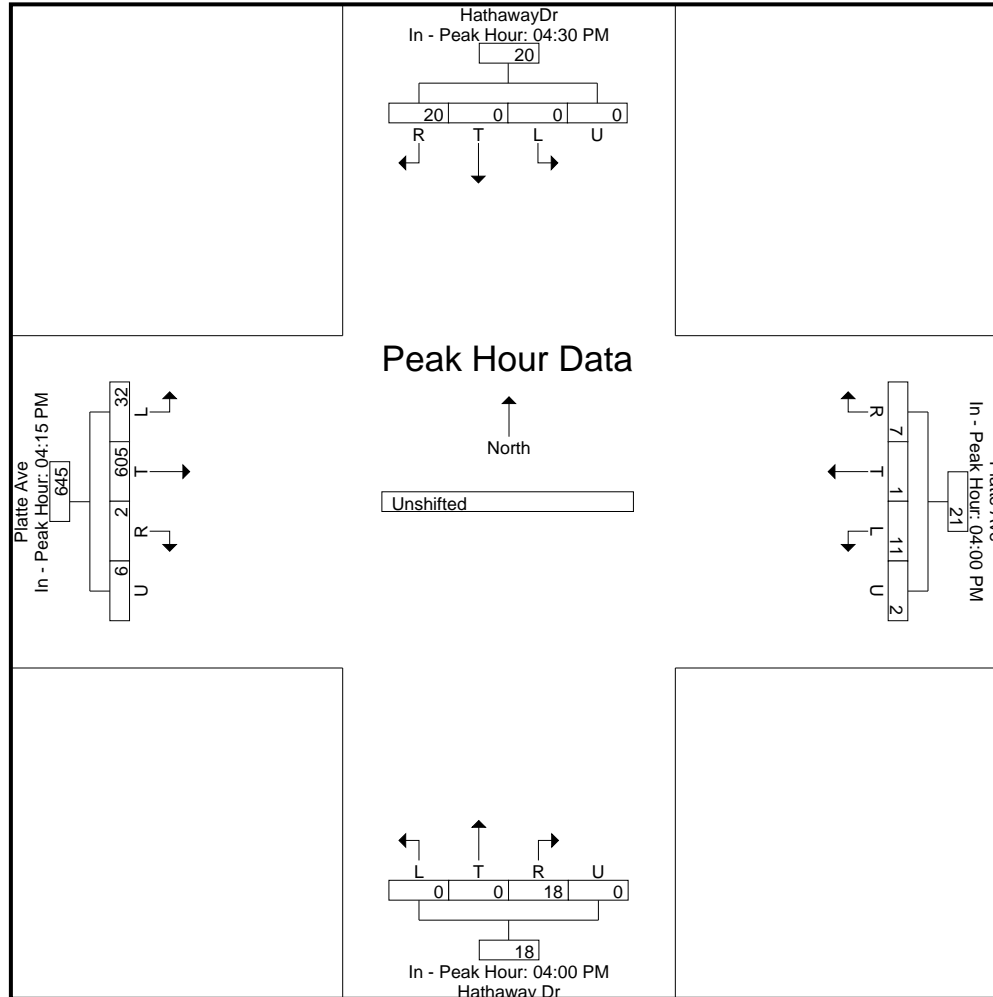 HathawayDr
In - Peak Hour: 04:30 PM
20
20 0 0 0
R T L U
Peak Hour Data
North
Unshifted
Platte Ave
In - Peak Hour: 04:15 PM
645
32 605 2 6
L T R U
Platte Ave
In - Peak Hour: 04:00 PM
21
7 1 11 2
R T L U
L T R U
0 0 18 0
18
In - Peak Hour: 04:00 PM
Hathaway Dr